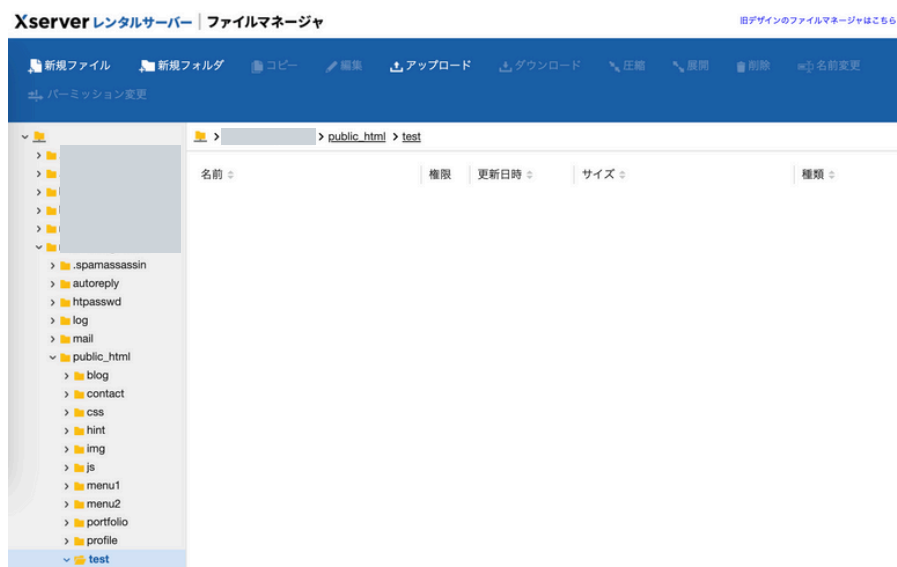 Xserver レンタルサーバー | ファイルマネージャ
旧デザインのファイルマネージャはこちら
新規ファイル 新規フォルダ コピー 編集 アップロード ダウンロード 圧縮 展開 削除 名前変更
パーミッション変更
> > public_html > test
名前 権限 更新日時 サイズ 種類
.spamassassin
autoreply
htpasswd
log
mail
public_html
blog
contact
css
hint
img
js
menu1
menu2
portfolio
profile
test